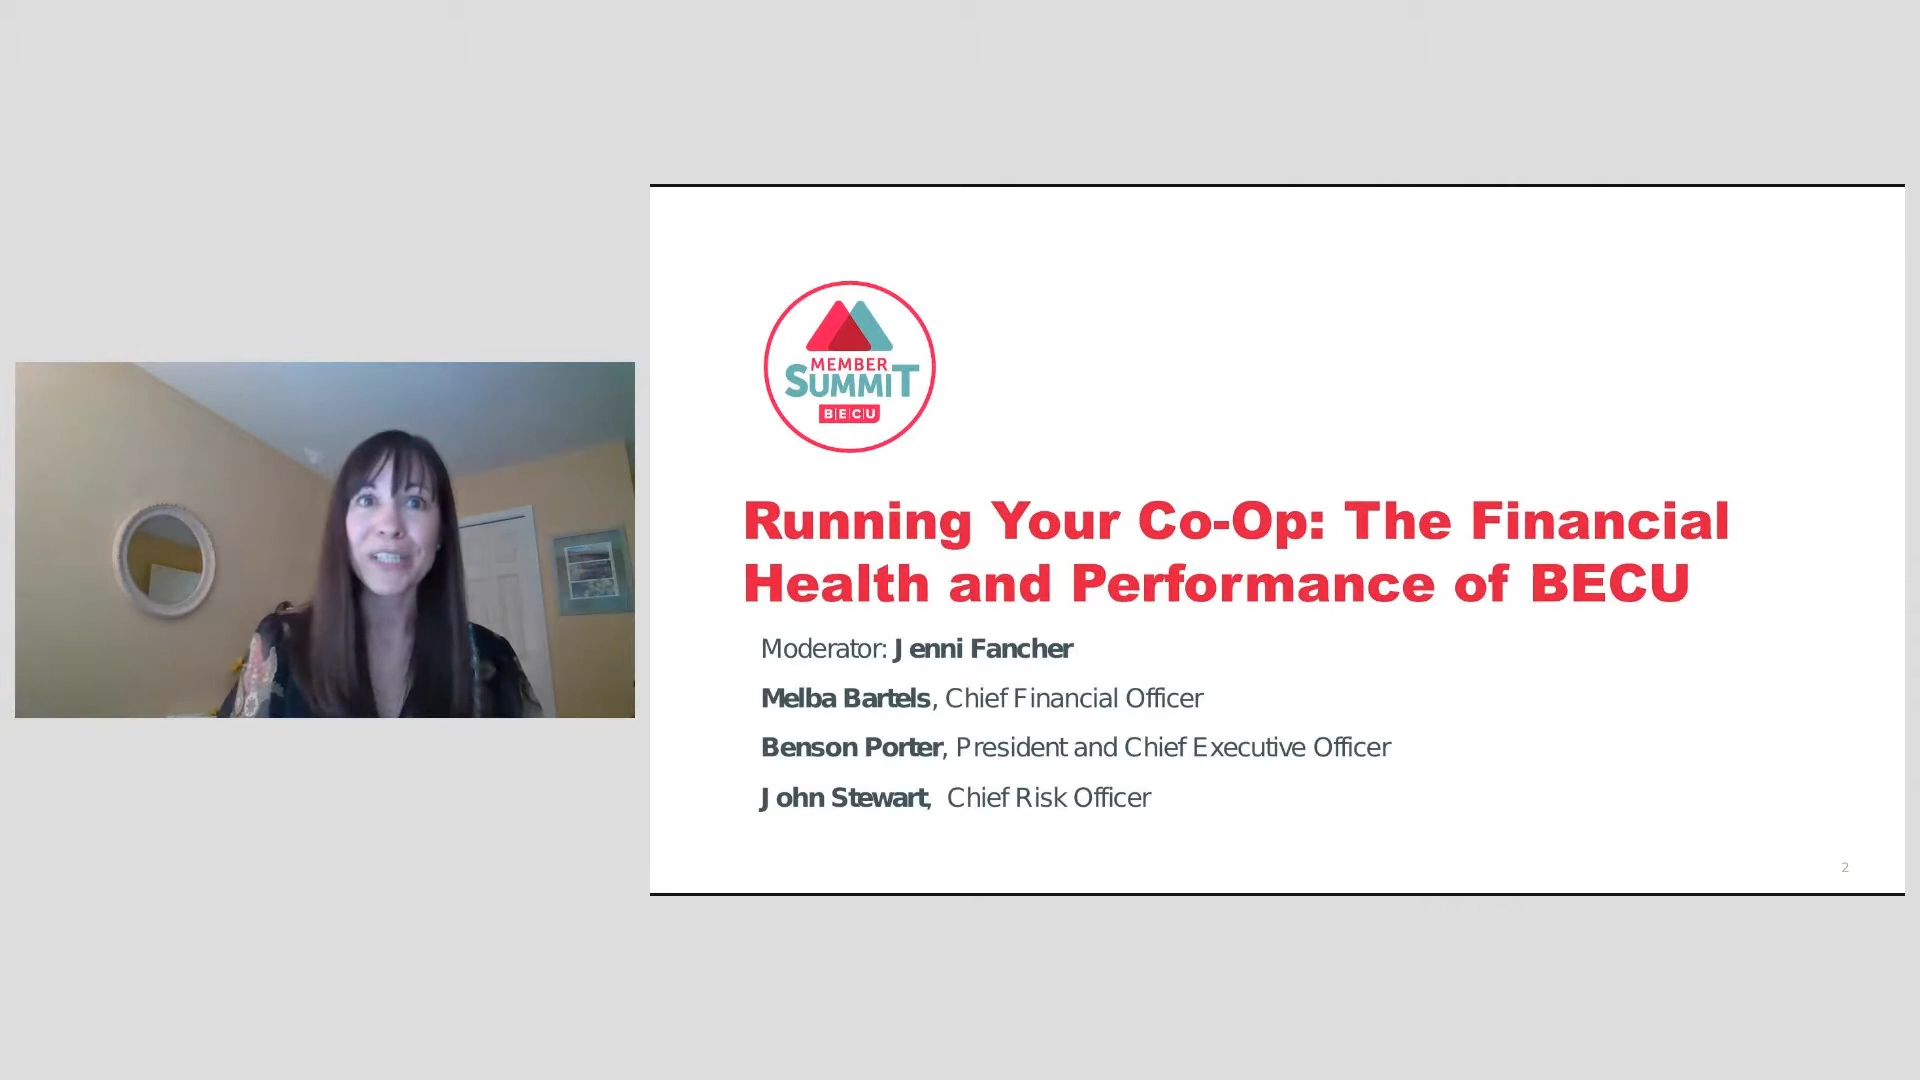 MEMBER
SUMMIT
BECU
Running Your Co-Op: The Financial
Health and Performance of BECU
Moderator: Jenni Fancher
Melba Bartels, Chief Financial Officer
Benson Porter, President and Chief Executive Officer
John Stewart, Chief Risk Officer
2